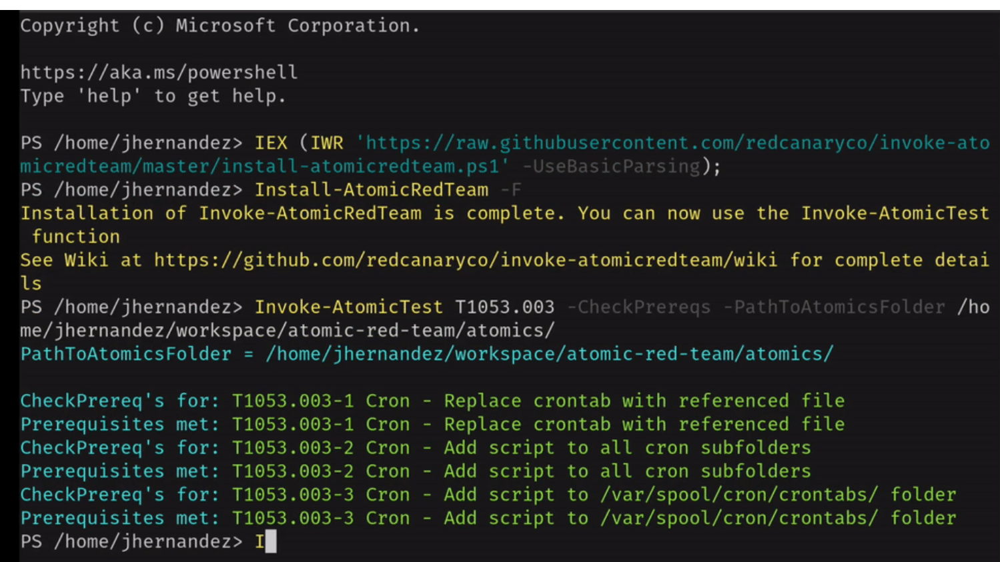 Copyright (c) Microsoft Corporation.
https://aka.ms/powershell
Type 'help' to get help.
PS /home/jhernandez> IEX (IWR 'https://raw.githubusercontent.com/redcanaryco/invoke-ato
micredteam/master/install-atomicredteam.ps1' -UseBasicParsing);
PS /home/jhernandez> Install-AtomicRedTeam -F
Installation of Invoke-AtomicRedTeam is complete. You can now use the Invoke-AtomicTest
 function
See Wiki at https://github.com/redcanaryco/invoke-atomicredteam/wiki for complete detai
ls
PS /home/jhernandez> Invoke-AtomicTest T1053.003 -CheckPrereqs -PathToAtomicsFolder /ho
me/jhernandez/workspace/atomic-red-team/atomics/
PathToAtomicsFolder = /home/jhernandez/workspace/atomic-red-team/atomics/
CheckPrereq's for: T1053.003-1 Cron - Replace crontab with referenced file
Prerequisites met: T1053.003-1 Cron - Replace crontab with referenced file
CheckPrereq's for: T1053.003-2 Cron - Add script to all cron subfolders
Prerequisites met: T1053.003-2 Cron - Add script to all cron subfolders
CheckPrereq's for: T1053.003-3 Cron - Add script to /var/spool/cron/crontabs/ folder
Prerequisites met: T1053.003-3 Cron - Add script to /var/spool/cron/crontabs/ folder
PS /home/jhernandez> I